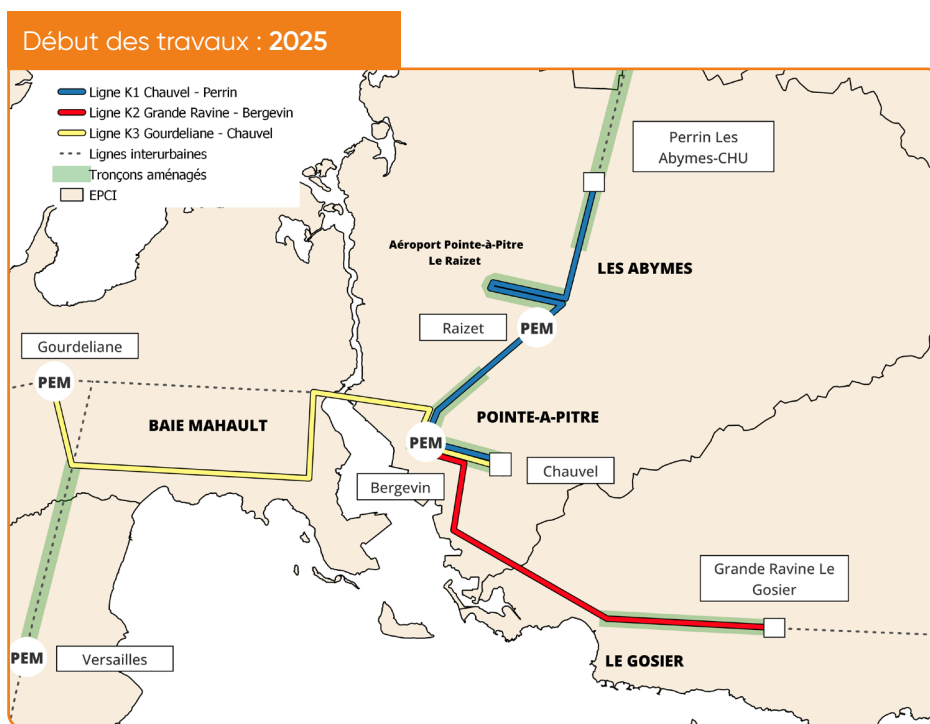 Début des travaux : 2025
Ligne K1 Chauvel - Perrin
Ligne K2 Grande Ravine - Bergevin
Ligne K3 Gourdeliane - Chauvel
Lignes interurbaines
Tronçons aménagés
EPCI
Perrin Les
Abymes-CHU
Aéroport Pointe-à-Pitre
Le Raizet
LES ABYMES
Raizet
PEM
Gourdeliane
PEM
BAIE MAHAULT
POINTE-A-PITRE
PEM
Chauvel
Bergevin
Grande Ravine Le
Gosier
PEM
Versailles
LE GOSIER